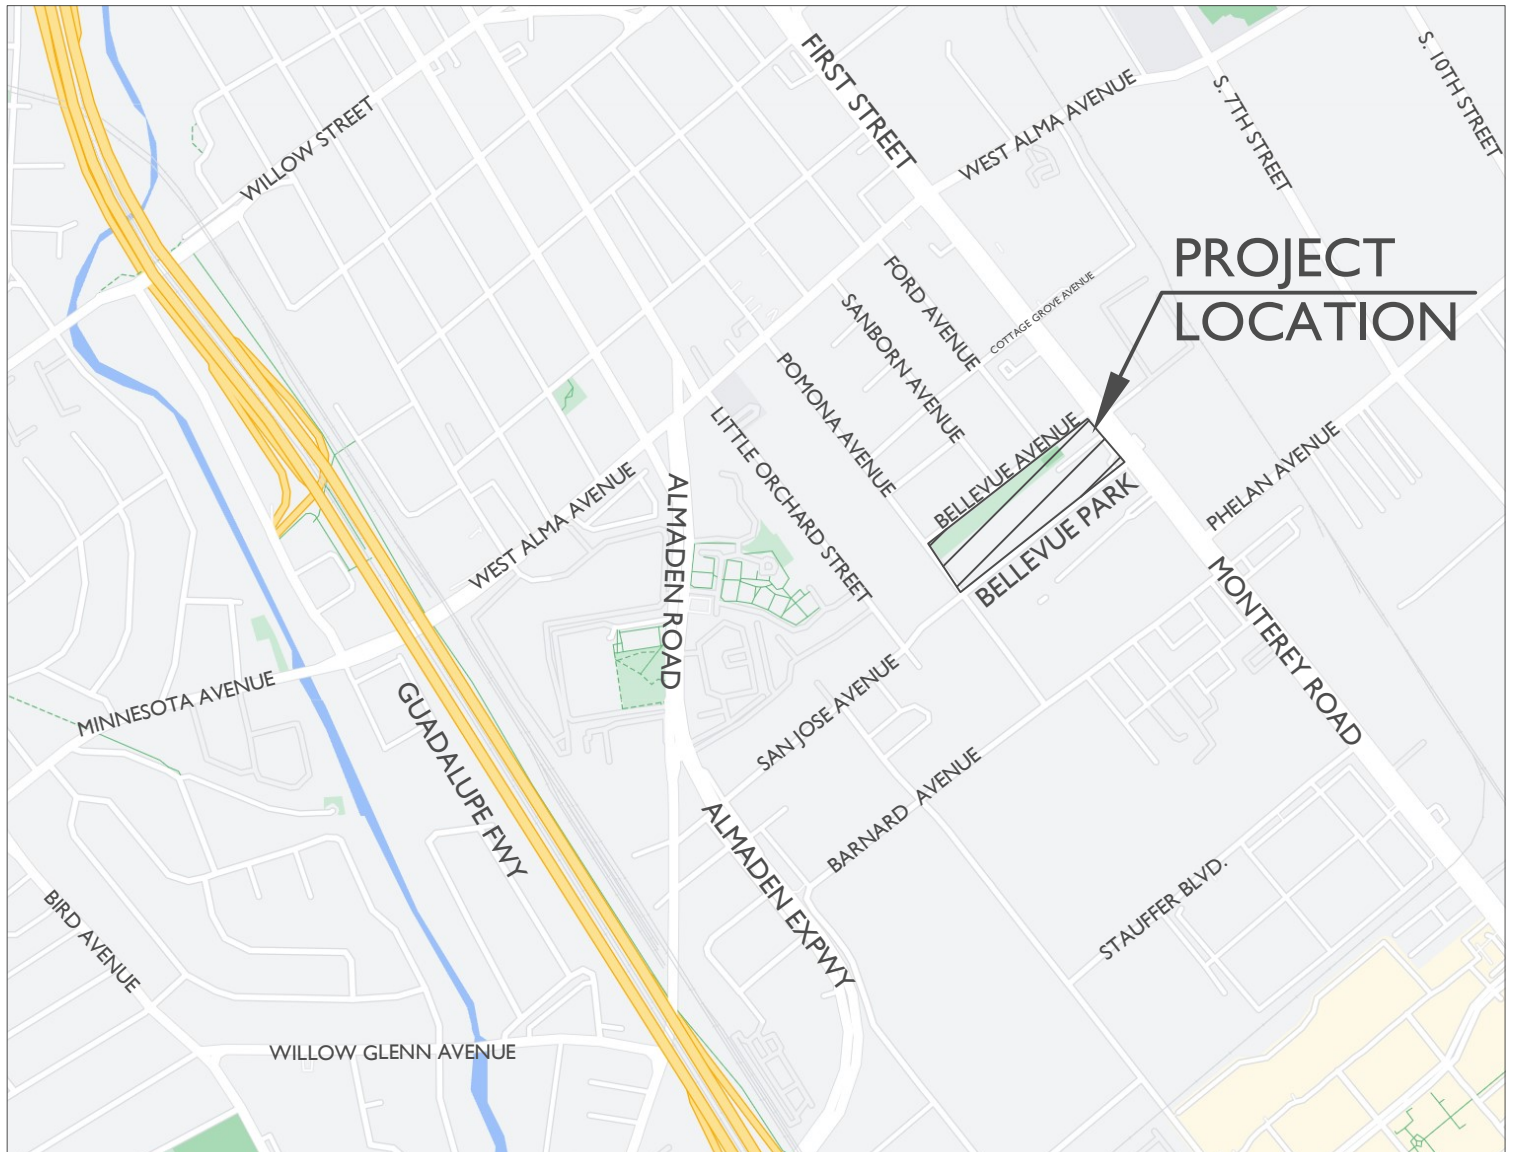 FIRST STREET
S. 10TH STREET
S. 7TH STREET
WEST ALMA AVENUE
WILLOW STREET
PROJECT
LOCATION
FORD AVENUE
COTTAGE GROVE AVENUE
SANBORN AVENUE
POMONA AVENUE
LITTLE ORCHARD STREET
BELLEVUE AVENUE
PHELAN AVENUE
BELLEVUE PARK
WEST ALMA AVENUE
ALMADEN ROAD
MONTEREY ROAD
MINNESOTA AVENUE
SAN JOSE AVENUE
GUADALUPE FWY
BARNARD AVENUE
ALMADEN EXPWY
STAUFFER BLVD.
BIRD AVENUE
WILLOW GLENN AVENUE